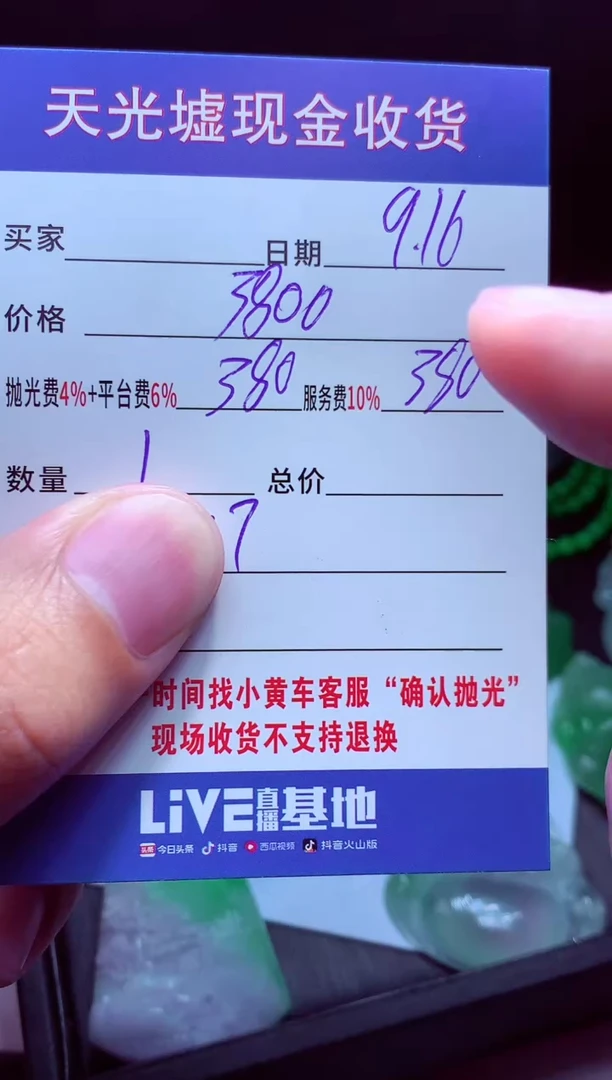 天光墟现金收货
买家 日期 9.16
价格 3800
抛光费4%+平台费6% 380 服务费10% 380
数量 1 总价
7
时间找小黄车客服“确认抛光”
现场收货不支持退换
LiVE直播基地
头条 今日头条 抖音 西瓜视频 抖音火山版